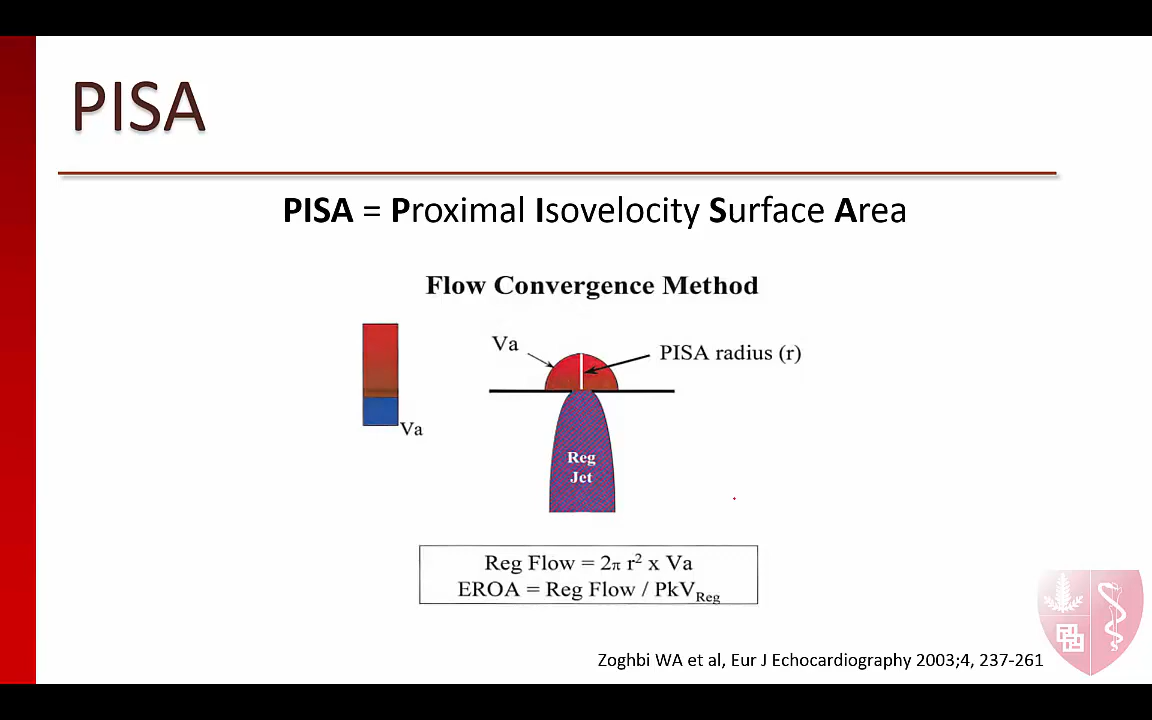 PISA
PISA = Proximal Isovelocity Surface Area
Flow Convergence Method
Va
PISA radius (r)
Va
Reg
Jet
Reg Flow = 2π r² x Va
EROA = Reg Flow / PkV_Reg
Zoghbi WA et al, Eur J Echocardiography 2003;4, 237-261